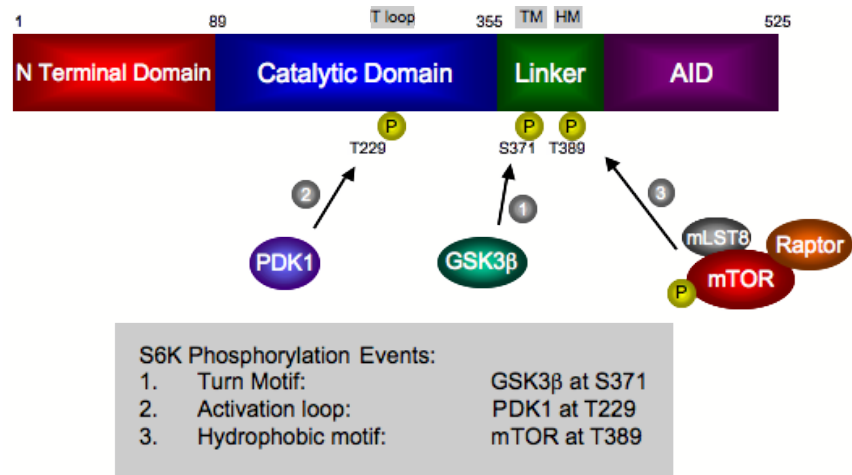 1 89 T loop 355 TM HM 525
N Terminal Domain Catalytic Domain Linker AID
P P P
T229 S371 T389
2 1 3
PDK1 GSK3β mLST8 Raptor
mTOR
P
S6K Phosphorylation Events:
1. Turn Motif: GSK3β at S371
2. Activation loop: PDK1 at T229
3. Hydrophobic motif: mTOR at T389